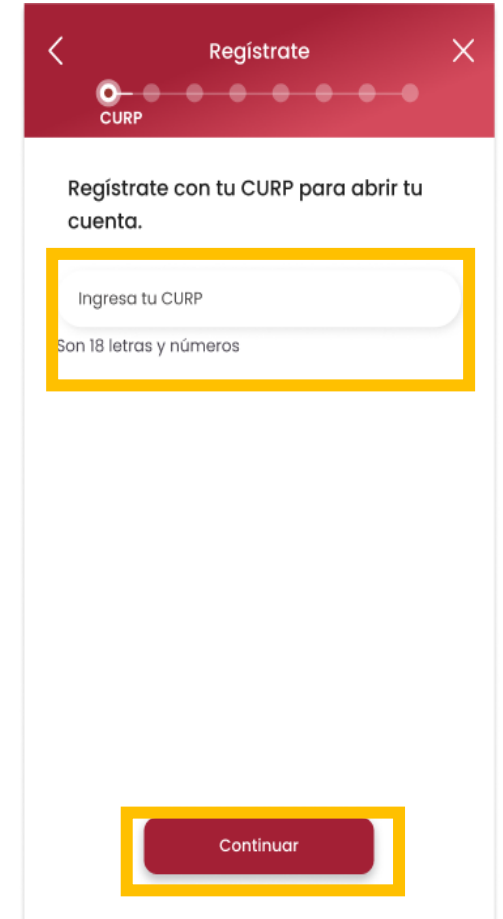 Regístrate
CURP
Regístrate con tu CURP para abrir tu
cuenta.
Ingresa tu CURP
Son 18 letras y números
Continuar